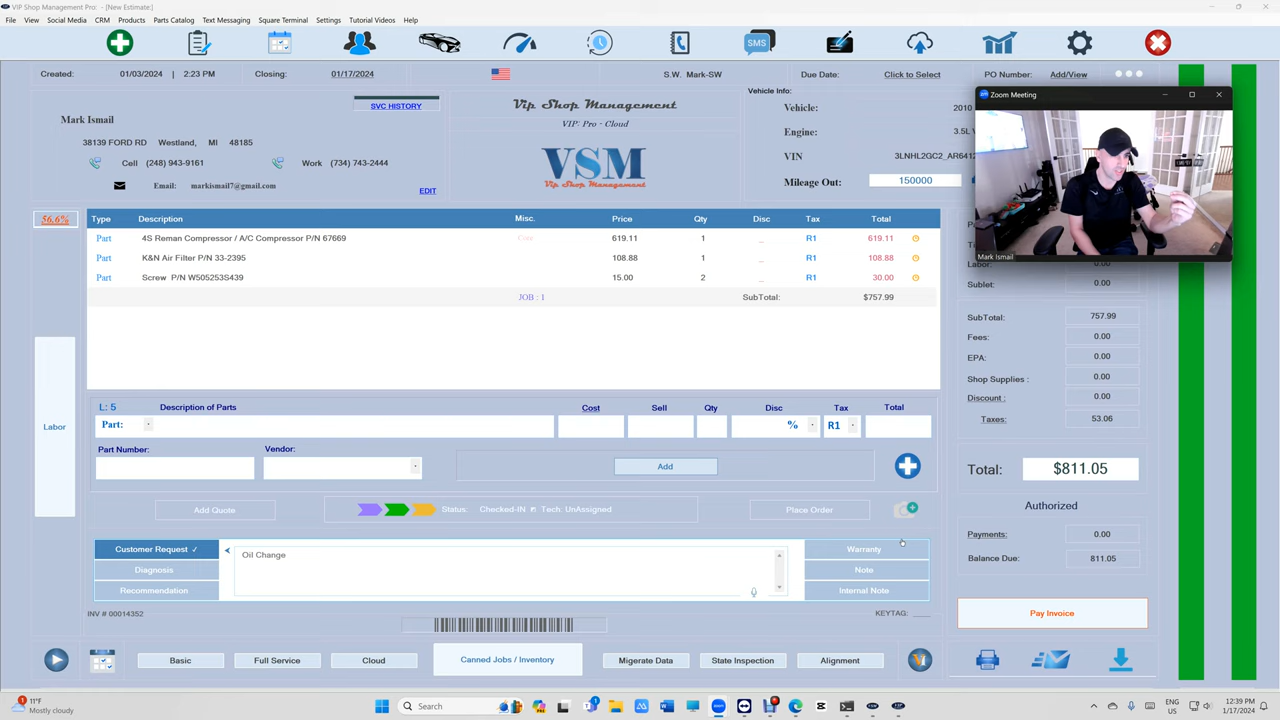 VIP Shop Management Pro: - [New Estimate:]
File View Social Media CRM Products Parts Catalog Text Messaging Square Terminal Settings Tutorial Videos Help
SMS
Created: 01/03/2024 | 2:23 PM Closing: 01/17/2024 S.W. Mark-SW Due Date: Click to Select PO Number: Add/View
SVC HISTORY
Mark Ismail
38139 FORD RD Westland, MI 48185
Cell (248) 943-9161 Work (734) 743-2444
Email: markismail7@gmail.com
EDIT
Vip Shop Management
VIP: Pro - Cloud
VSM
Vip Shop Management
Vehicle Info:
Vehicle: 2010
Engine: 3.5L
VIN 3LNHL2GC2_AR6412
Mileage Out: 150000
Zoom Meeting
Mark Ismail
56.6%
Type Description Misc. Price Qty Disc Tax Total
Part 4S Reman Compressor / A/C Compressor P/N 67669 Core 619.11 1 _ R1 619.11
Part K&N Air Filter P/N 33-2395 108.88 1 _ R1 108.88
Part Screw P/N W505253S439 15.00 2 _ R1 30.00
JOB : 1 SubTotal: $757.99
Labor
L: 5 Description of Parts Cost Sell Qty Disc Tax Total
Part: % R1
Part Number: Vendor:
Add
Add Quote Status: Checked-IN Tech: UnAssigned Place Order
Customer Request ✓
Diagnosis
Recommendation
Oil Change
Warranty
Note
Internal Note
INV # 00014352 KEYTAG: ____
Labor: 0.00
Sublet: 0.00
SubTotal: 757.99
Fees: 0.00
EPA: 0.00
Shop Supplies : 0.00
Discount : 0.00
Taxes: 53.06
Total: $811.05
Authorized
Payments: 0.00
Balance Due: 811.05
Pay Invoice
Basic Full Service Cloud Canned Jobs / Inventory Migerate Data State Inspection Alignment
11°F
Mostly cloudy
Search
ENG
US
12:39 PM
1/17/2024